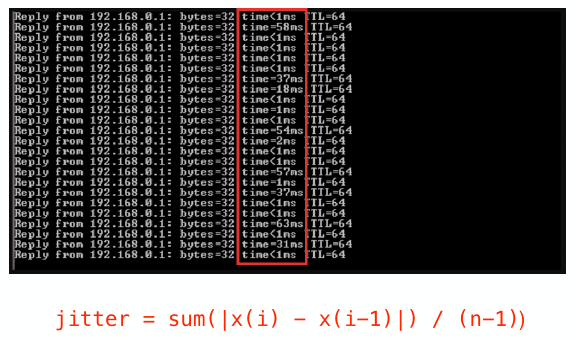 Reply from 192.168.0.1: bytes=32 time<1ms TTL=64
Reply from 192.168.0.1: bytes=32 time=58ms TTL=64
Reply from 192.168.0.1: bytes=32 time<1ms TTL=64
Reply from 192.168.0.1: bytes=32 time<1ms TTL=64
Reply from 192.168.0.1: bytes=32 time<1ms TTL=64
Reply from 192.168.0.1: bytes=32 time<1ms TTL=64
Reply from 192.168.0.1: bytes=32 time=37ms TTL=64
Reply from 192.168.0.1: bytes=32 time=18ms TTL=64
Reply from 192.168.0.1: bytes=32 time<1ms TTL=64
Reply from 192.168.0.1: bytes=32 time=1ms TTL=64
Reply from 192.168.0.1: bytes=32 time<1ms TTL=64
Reply from 192.168.0.1: bytes=32 time=54ms TTL=64
Reply from 192.168.0.1: bytes=32 time=2ms TTL=64
Reply from 192.168.0.1: bytes=32 time<1ms TTL=64
Reply from 192.168.0.1: bytes=32 time<1ms TTL=64
Reply from 192.168.0.1: bytes=32 time=57ms TTL=64
Reply from 192.168.0.1: bytes=32 time=1ms TTL=64
Reply from 192.168.0.1: bytes=32 time=37ms TTL=64
Reply from 192.168.0.1: bytes=32 time<1ms TTL=64
Reply from 192.168.0.1: bytes=32 time<1ms TTL=64
Reply from 192.168.0.1: bytes=32 time=63ms TTL=64
Reply from 192.168.0.1: bytes=32 time<1ms TTL=64
Reply from 192.168.0.1: bytes=32 time=31ms TTL=64
Reply from 192.168.0.1: bytes=32 time<1ms TTL=64
jitter = sum(|x(i) - x(i-1)|) / (n-1))